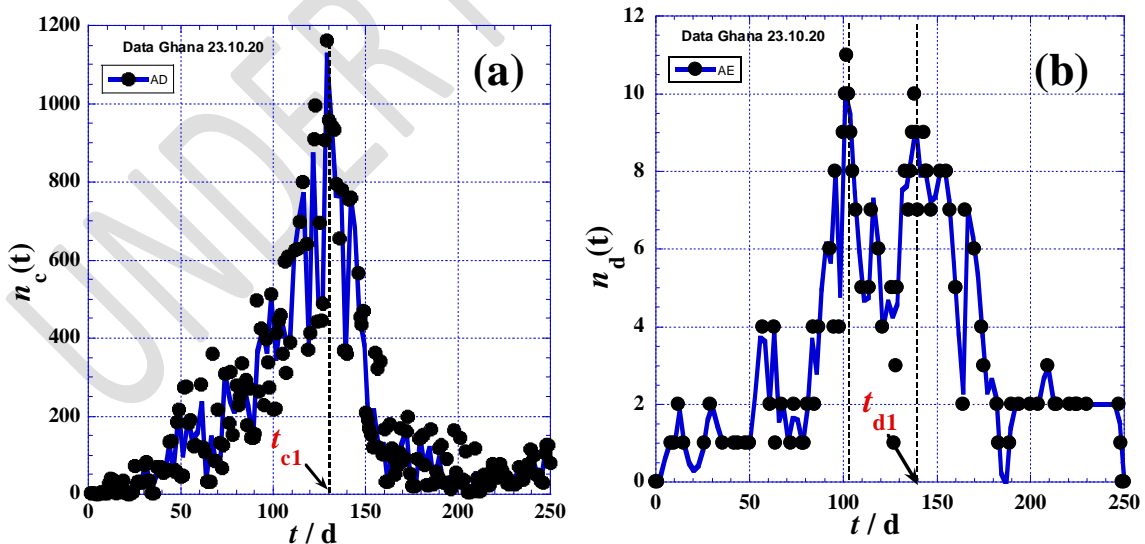 UNDER
1200
1000
800
600
400
200
0
n_c(t)
Data Ghana 23.10.20
AD
(a)
t_c1
0 50 100 150 200 250
t / d
12
10
8
6
4
2
0
n_d(t)
Data Ghana 23.10.20
AE
(b)
t_d1
0 50 100 150 200 250
t / d